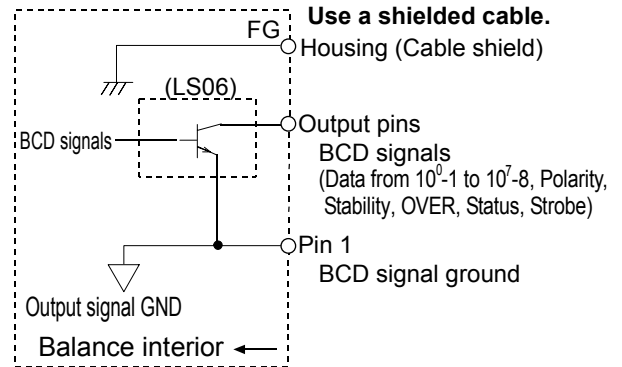 Use a shielded cable.
FG
Housing (Cable shield)
(LS06)
BCD signals
Output pins
BCD signals
(Data from 10⁰-1 to 10⁷-8, Polarity,
Stability, OVER, Status, Strobe)
Pin 1
BCD signal ground
Output signal GND
Balance interior